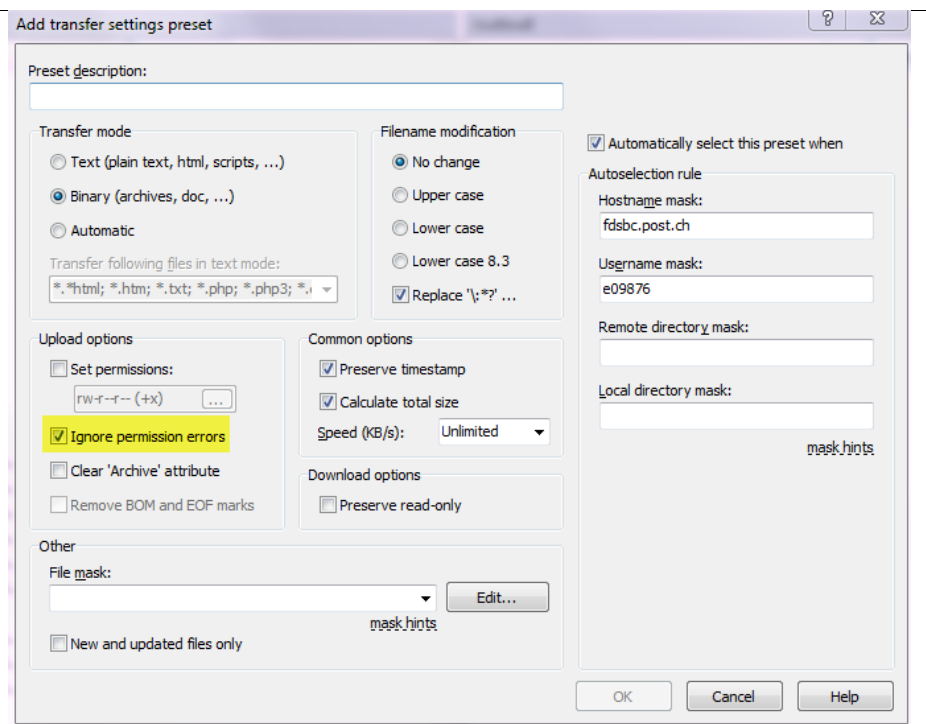 Add transfer settings preset
Preset description:
Transfer mode
Text (plain text, html, scripts, ...)
Binary (archives, doc, ...)
Automatic
Transfer following files in text mode:
*.*html; *.htm; *.txt; *.php; *.php3; *.
Filename modification
No change
Upper case
Lower case
Lower case 8.3
Replace '\:*?' ...
Automatically select this preset when
Autoselection rule
Hostname mask:
fdsbc.post.ch
Username mask:
e09876
Remote directory mask:
Local directory mask:
mask hints
Upload options
Set permissions:
rw-r--r-- (+x)
...
Ignore permission errors
Clear 'Archive' attribute
Remove BOM and EOF marks
Common options
Preserve timestamp
Calculate total size
Speed (KB/s):
Unlimited
Download options
Preserve read-only
Other
File mask:
Edit...
mask hints
New and updated files only
OK
Cancel
Help